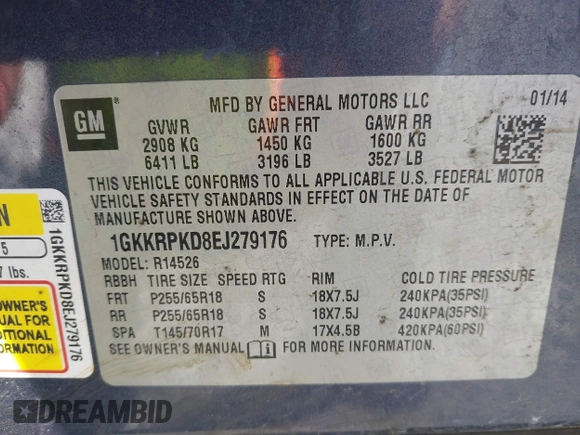 GM
MFD BY GENERAL MOTORS LLC 01/14
GVWR GAWR FRT GAWR RR
2908 KG 1450 KG 1600 KG
6411 LB 3196 LB 3527 LB
THIS VEHICLE CONFORMS TO ALL APPLICABLE U.S. FEDERAL MOTOR
VEHICLE SAFETY STANDARDS IN EFFECT ON THE DATE OF
MANUFACTURE SHOWN ABOVE.
1GKKRPKD8EJ279176 TYPE: M.P.V.
MODEL: R14526
RBBH TIRE SIZE SPEED RTG RIM COLD TIRE PRESSURE
FRT P255/65R18 S 18X7.5J 240KPA(35PSI)
RR P255/65R18 S 18X7.5J 240KPA(35PSI)
SPA T145/70R17 M 17X4.5B 420KPA(60PSI)
SEE OWNER'S MANUAL i FOR MORE INFORMATION.
N
5
7 lbs.
OWNER'S
UAL FOR
DITIONAL
ORMATION
1GKKRPKD8EJ279176
DREAMBID